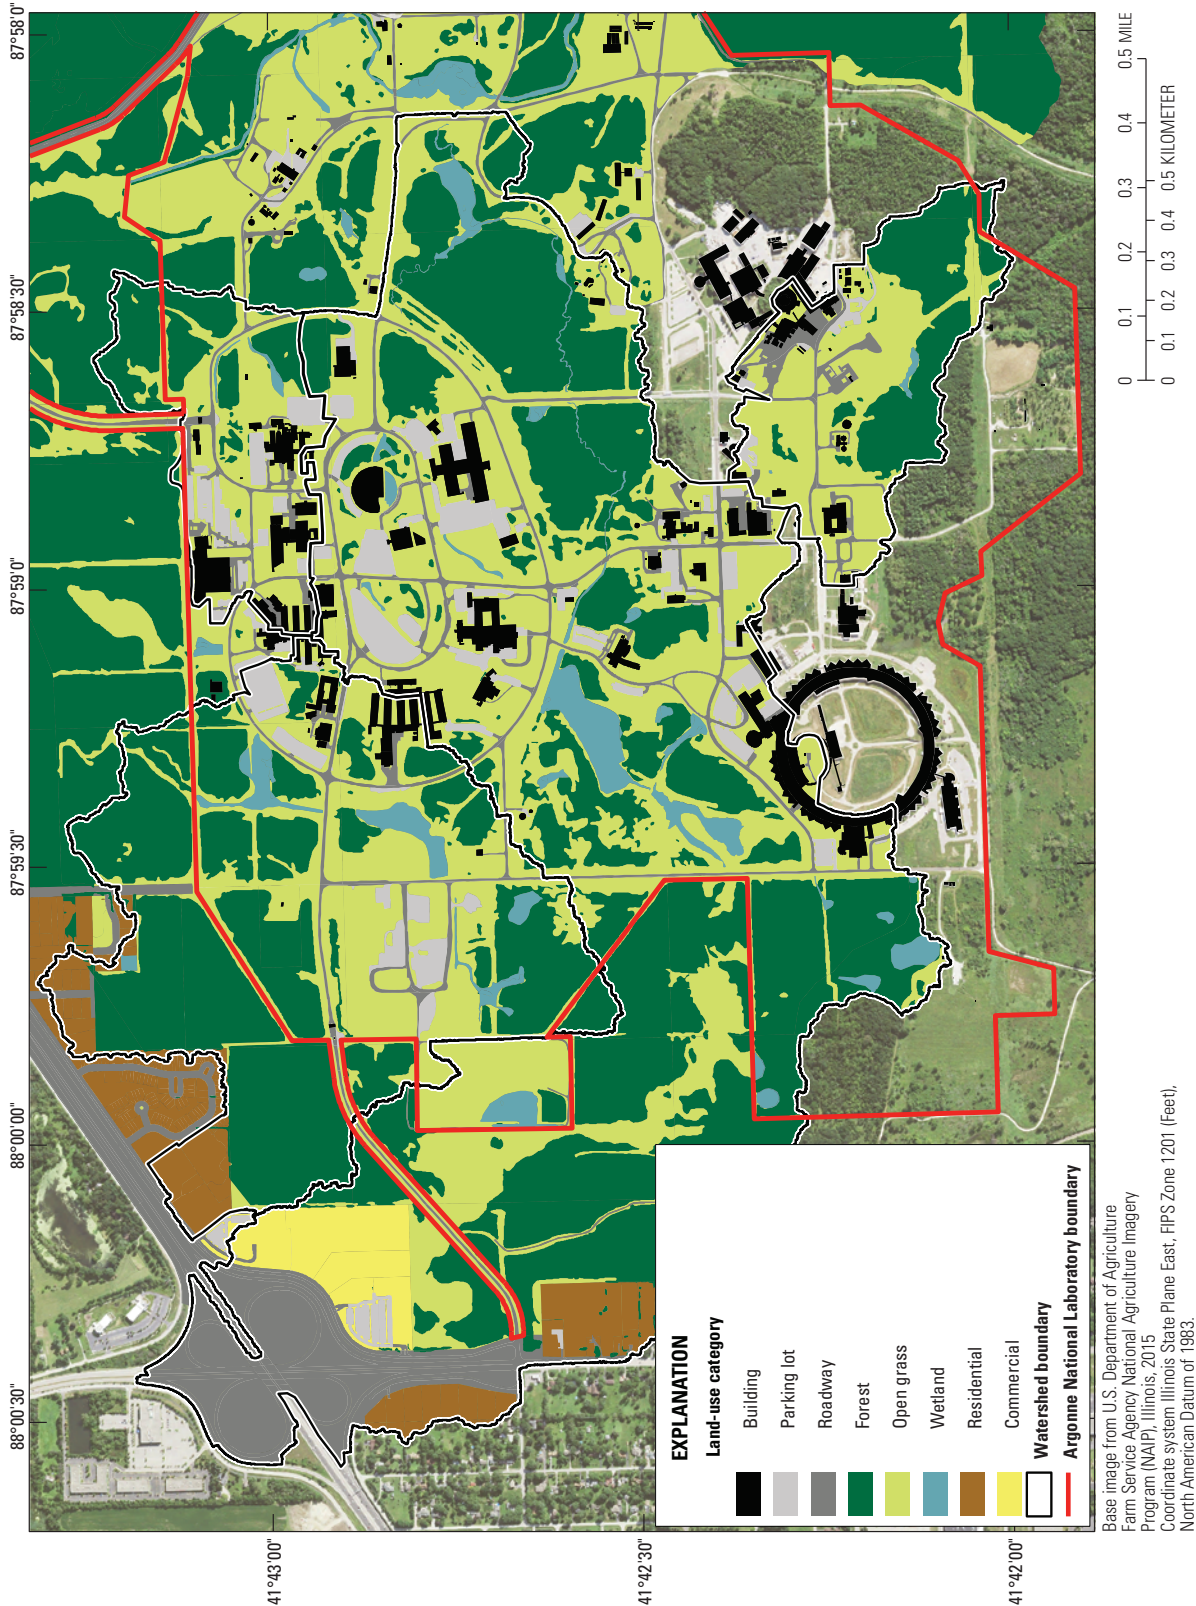 88°00'30"
88°00'00"
87°59'30"
87°59'0"
87°58'30"
87°58'0"
41°43'00"
41°42'30"
41°42'00"
EXPLANATION
Land-use category
Building
Parking lot
Roadway
Forest
Open grass
Wetland
Residential
Commercial
Watershed boundary
Argonne National Laboratory boundary
Base image from U.S. Department of Agriculture
Farm Service Agency National Agriculture Imagery
Program (NAIP), Illinois, 2015
Coordinate system Illinois State Plane East, FIPS Zone 1201 (Feet),
North American Datum of 1983.
0 0.1 0.2 0.3 0.4 0.5 MILE
0 0.1 0.2 0.3 0.4 0.5 KILOMETER